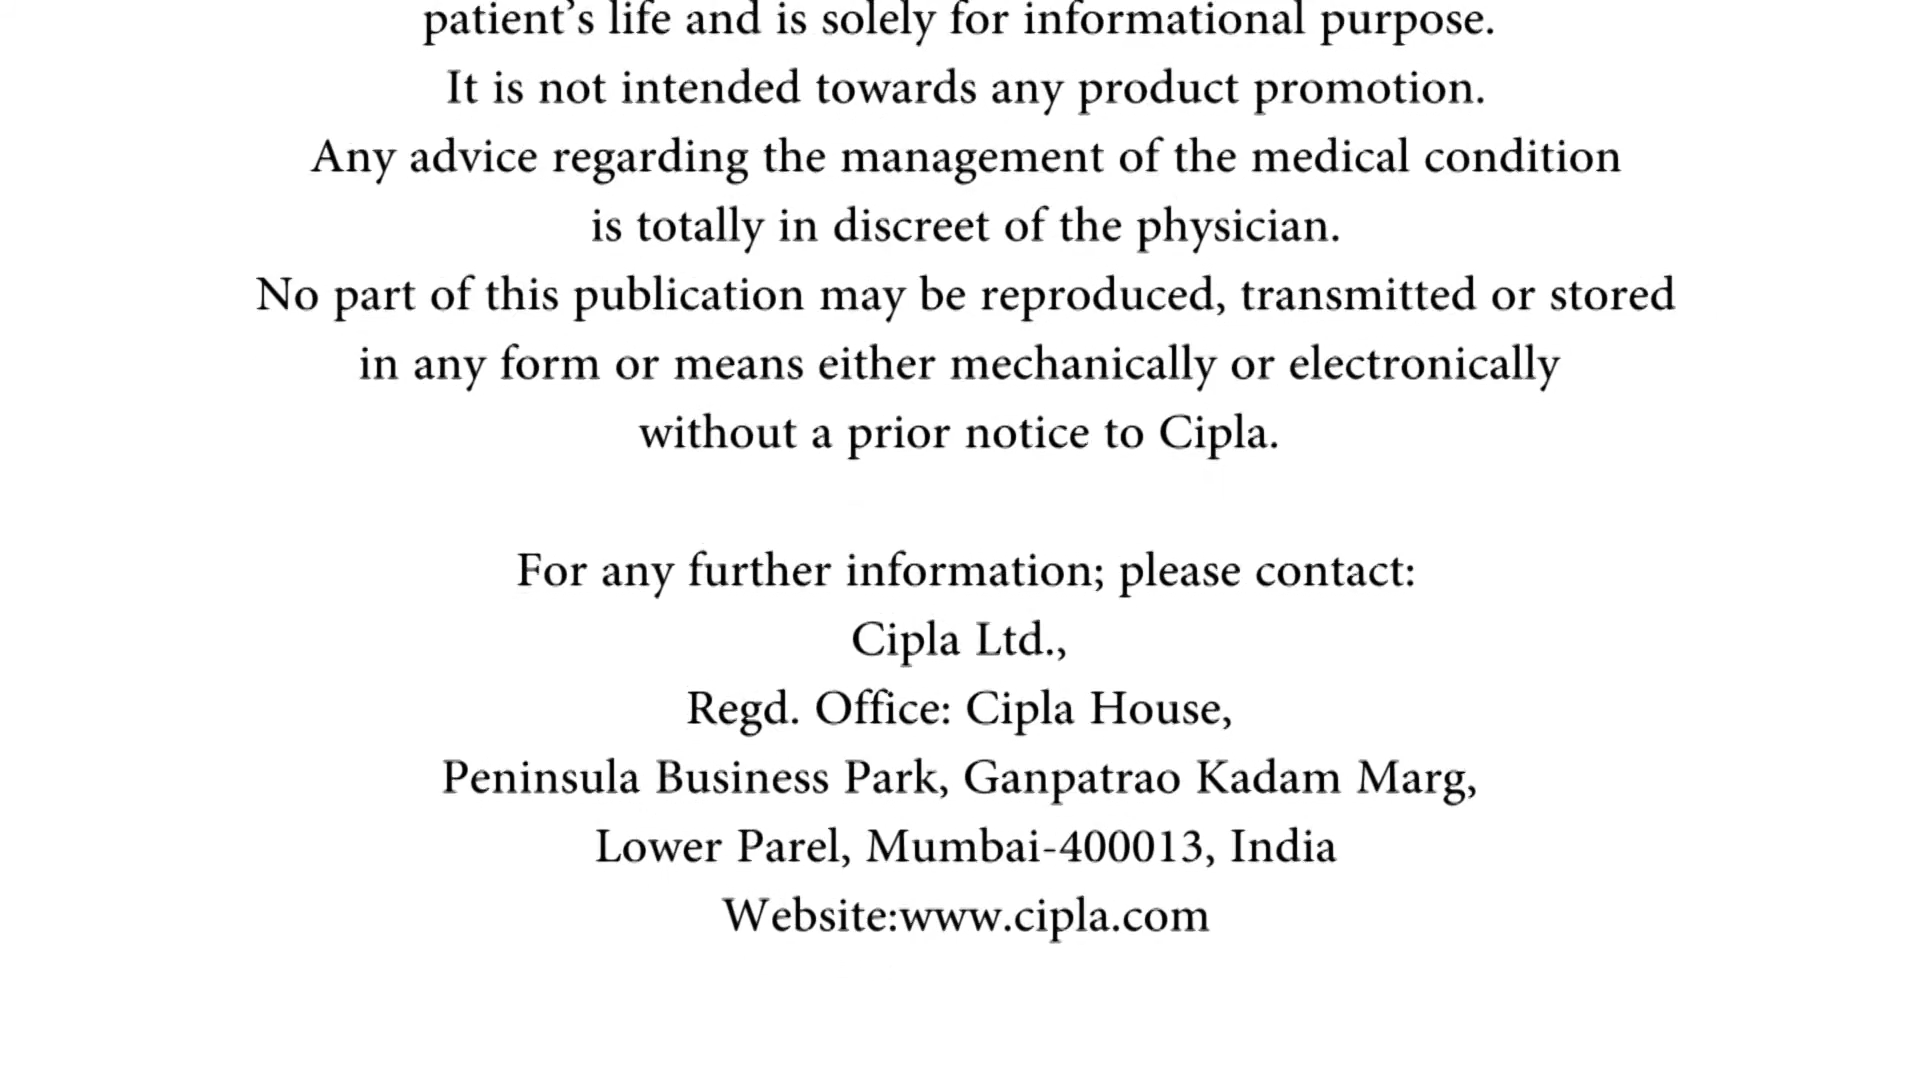 patient’s life and is solely for informational purpose.
It is not intended towards any product promotion.
Any advice regarding the management of the medical condition
is totally in discreet of the physician.
No part of this publication may be reproduced, transmitted or stored
in any form or means either mechanically or electronically
without a prior notice to Cipla.
For any further information; please contact:
Cipla Ltd.,
Regd. Office: Cipla House,
Peninsula Business Park, Ganpatrao Kadam Marg,
Lower Parel, Mumbai-400013, India
Website:www.cipla.com